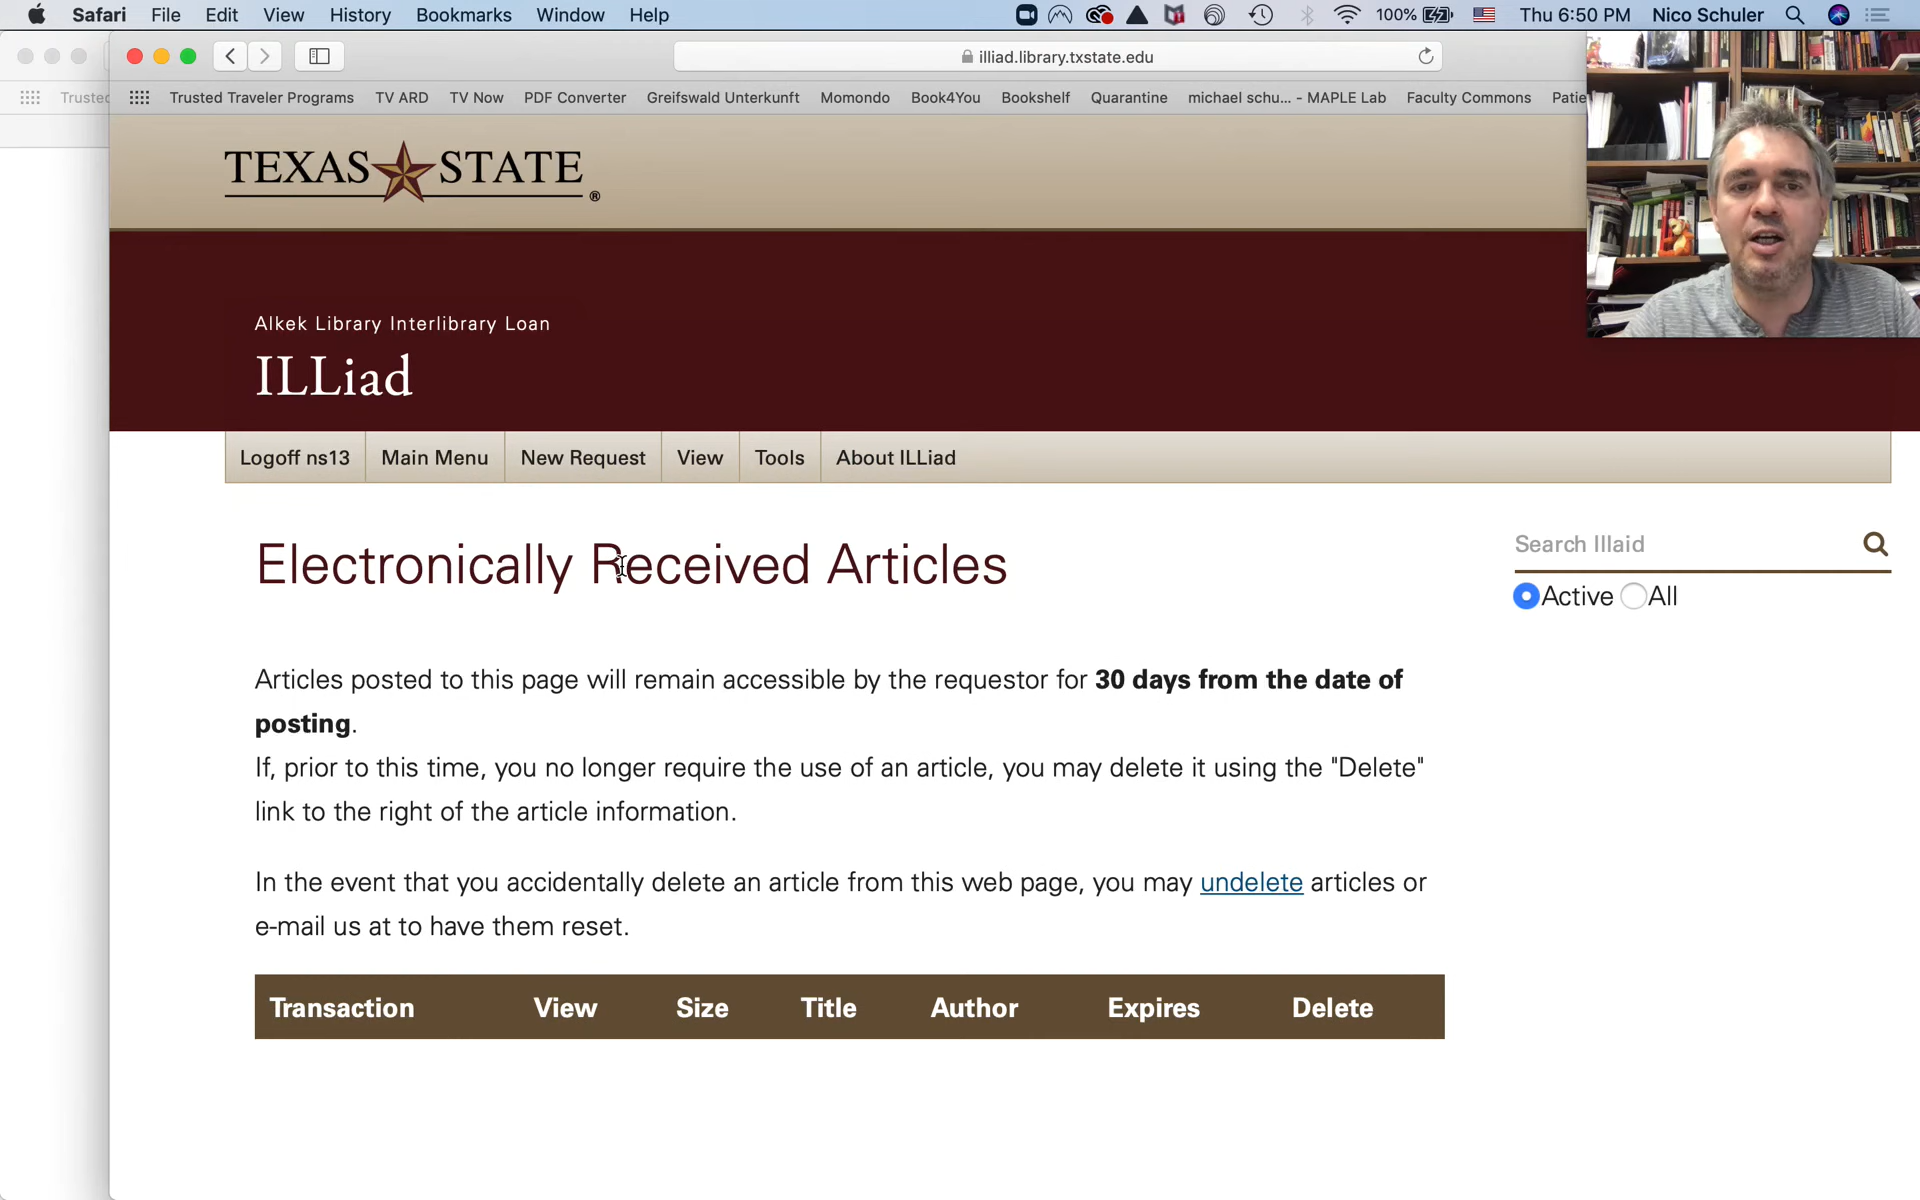 Safari File Edit View History Bookmarks Window Help 100% Thu 6:50 PM Nico Schuler
illiad.library.txstate.edu
Trusted Trusted Traveler Programs TV ARD TV Now PDF Converter Greifswald Unterkunft Momondo Book4You Bookshelf Quarantine michael schu... - MAPLE Lab Faculty Commons Patie
TEXAS STATE ®
Alkek Library Interlibrary Loan
ILLiad
Logoff ns13 Main Menu New Request View Tools About ILLiad
Electronically Received Articles
Search Illaid
Active All
Articles posted to this page will remain accessible by the requestor for 30 days from the date of
posting.
If, prior to this time, you no longer require the use of an article, you may delete it using the "Delete"
link to the right of the article information.
In the event that you accidentally delete an article from this web page, you may undelete articles or
e-mail us at to have them reset.
Transaction View Size Title Author Expires Delete